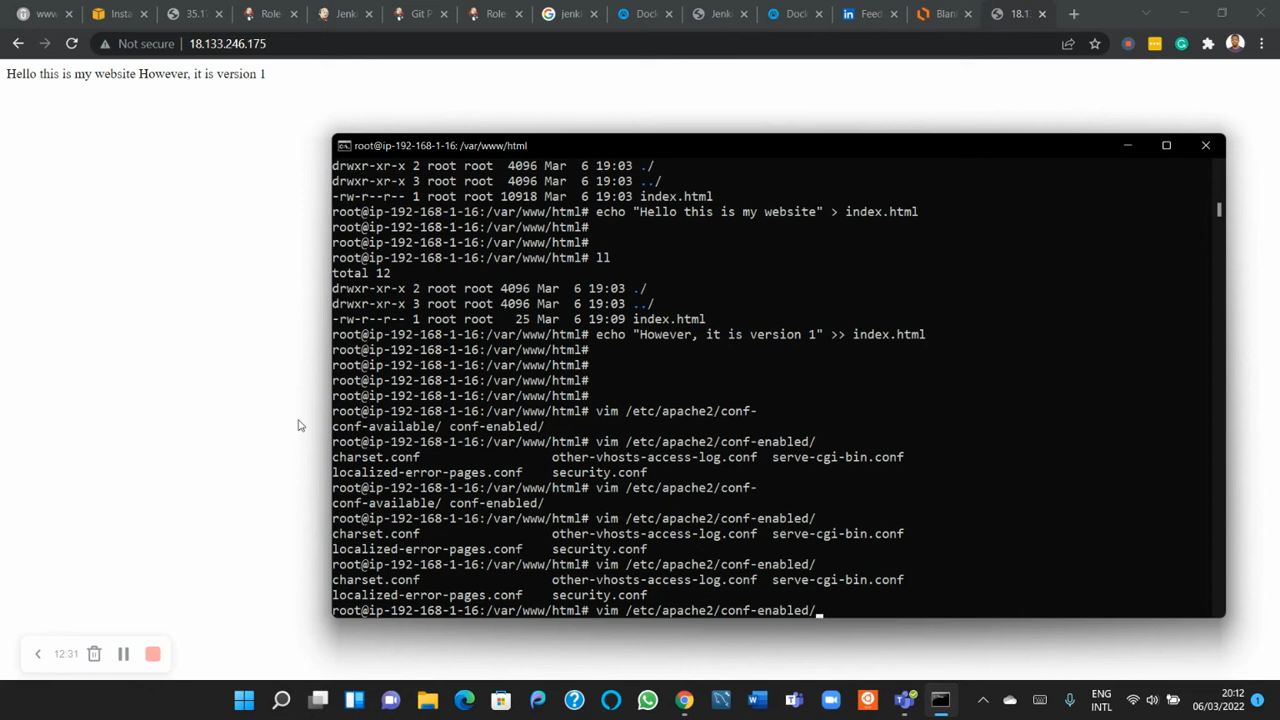 www
Insta
35.17
Role
Jenki
Git P
Role
jenki
Dock
Jenki
Dock
Feed
Blank
18.13
Not secure
18.133.246.175
Hello this is my website However, it is version 1
root@ip-192-168-1-16: /var/www/html
drwxr-xr-x 2 root root  4096 Mar  6 19:03 ./
drwxr-xr-x 3 root root  4096 Mar  6 19:03 ../
-rw-r--r-- 1 root root 10918 Mar  6 19:03 index.html
root@ip-192-168-1-16:/var/www/html# echo "Hello this is my website" > index.html
root@ip-192-168-1-16:/var/www/html#
root@ip-192-168-1-16:/var/www/html#
root@ip-192-168-1-16:/var/www/html# ll
total 12
drwxr-xr-x 2 root root 4096 Mar  6 19:03 ./
drwxr-xr-x 3 root root 4096 Mar  6 19:03 ../
-rw-r--r-- 1 root root   25 Mar  6 19:09 index.html
root@ip-192-168-1-16:/var/www/html# echo "However, it is version 1" >> index.html
root@ip-192-168-1-16:/var/www/html#
root@ip-192-168-1-16:/var/www/html#
root@ip-192-168-1-16:/var/www/html#
root@ip-192-168-1-16:/var/www/html#
root@ip-192-168-1-16:/var/www/html# vim /etc/apache2/conf-
conf-available/ conf-enabled/
root@ip-192-168-1-16:/var/www/html# vim /etc/apache2/conf-enabled/
charset.conf other-vhosts-access-log.conf serve-cgi-bin.conf
localized-error-pages.conf security.conf
root@ip-192-168-1-16:/var/www/html# vim /etc/apache2/conf-
conf-available/ conf-enabled/
root@ip-192-168-1-16:/var/www/html# vim /etc/apache2/conf-enabled/
charset.conf other-vhosts-access-log.conf serve-cgi-bin.conf
localized-error-pages.conf security.conf
root@ip-192-168-1-16:/var/www/html# vim /etc/apache2/conf-enabled/
charset.conf other-vhosts-access-log.conf serve-cgi-bin.conf
localized-error-pages.conf security.conf
root@ip-192-168-1-16:/var/www/html# vim /etc/apache2/conf-enabled/
12:31
ENG
INTL
20:12
06/03/2022